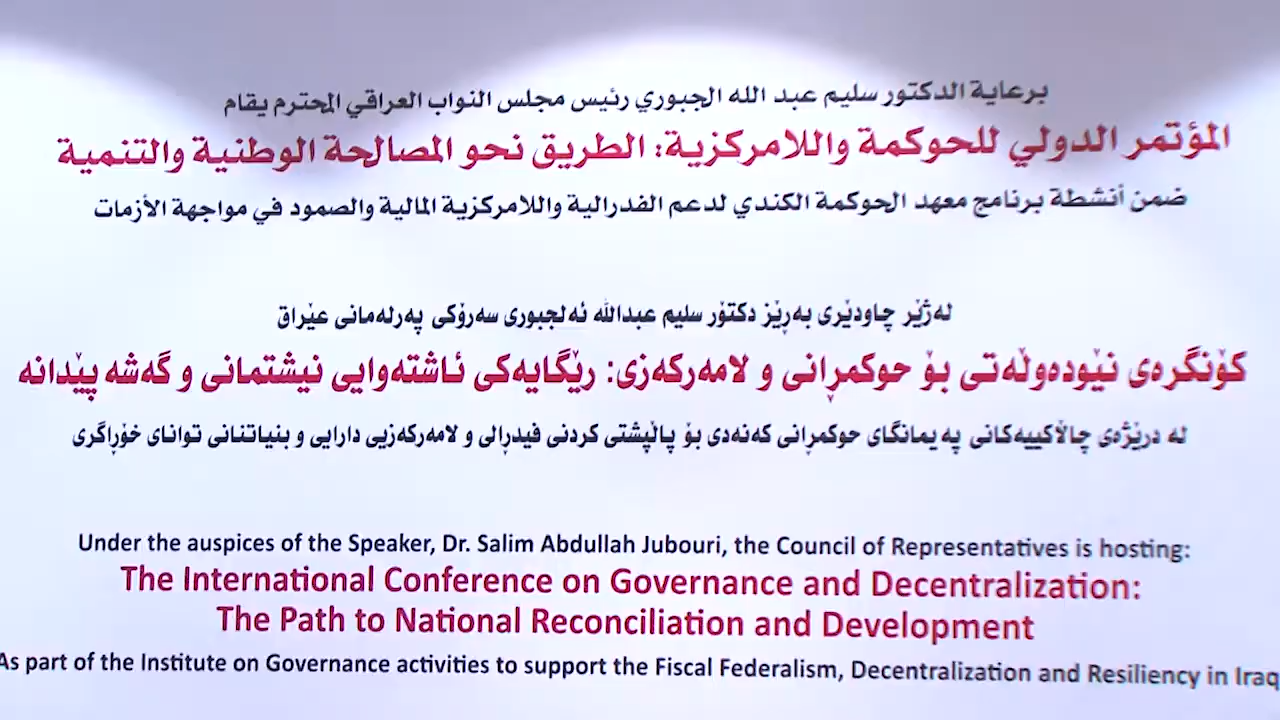 برعاية الدكتور سليم عبد الله الجبوري رئيس مجلس النواب العراقي المحترم يقام
المؤتمر الدولي للحوكمة واللامركزية: الطريق نحو المصالحة الوطنية والتنمية
ضمن أنشطة برنامج معهد الحوكمة الكندي لدعم الفدرالية واللامركزية المالية والصمود في مواجهة الأزمات
لەژێر چاودێری بەڕێز دکتۆر سلیم عبداللە ئەلجبوری سەرۆکی پەرلەمانی عێراق
کۆنگرەی نێودەوڵەتی بۆ حوکمڕانی و لامەرکەزی: رێگایەکی ئاشتەوایی نیشتمانی و گەشە پێدانە
لە درێژەی چاڵاکییەکانی پەیمانگای حوکمڕانی کەنەدی بۆ پاڵپشتی کردنی فیدڕالی و لامەرکەزیی دارایی و بنیاتنانی توانای خۆڕاگری
Under the auspices of the Speaker, Dr. Salim Abdullah Jubouri, the Council of Representatives is hosting:
The International Conference on Governance and Decentralization:
The Path to National Reconciliation and Development
As part of the Institute on Governance activities to support the Fiscal Federalism, Decentralization and Resiliency in Iraq